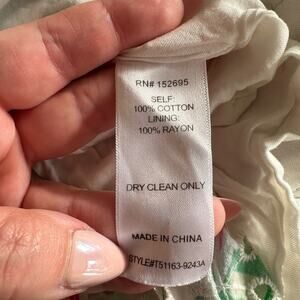 RN# 152695
SELF:
100% COTTON
LINING:
100% RAYON
DRY CLEAN ONLY
MADE IN CHINA
STYLE#T51163-9243A